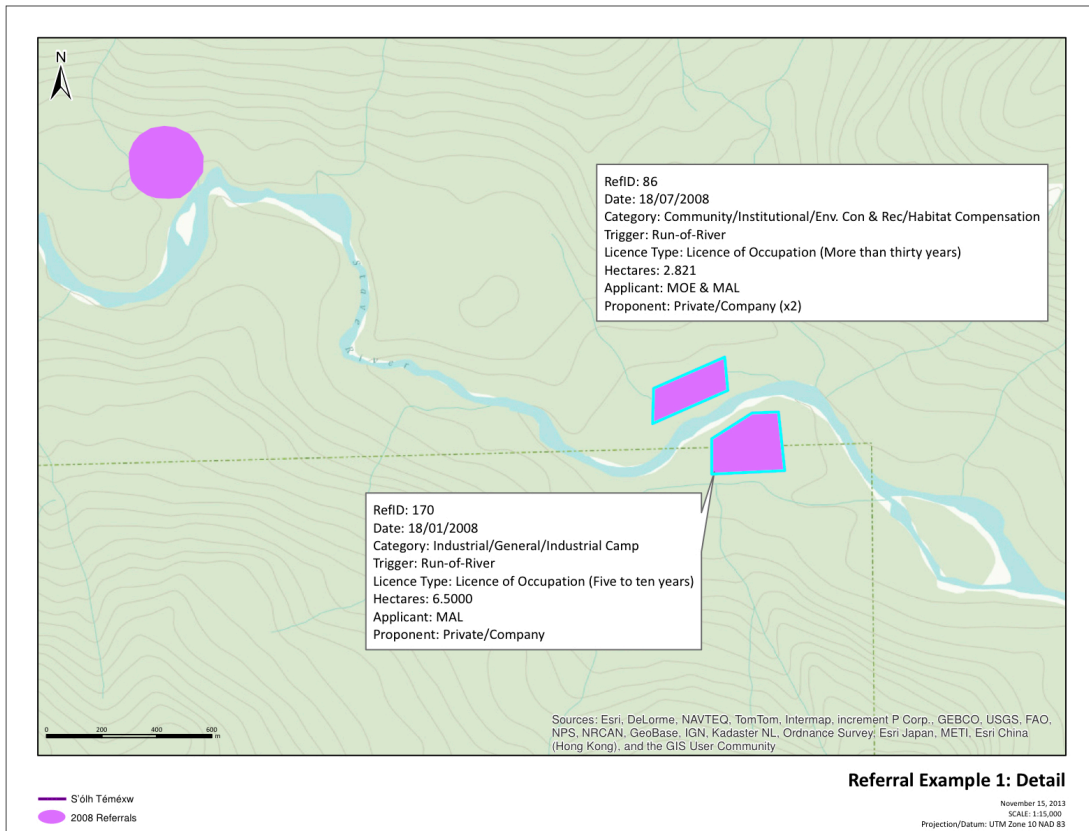 N
RefID: 86
Date: 18/07/2008
Category: Community/Institutional/Env. Con & Rec/Habitat Compensation
Trigger: Run-of-River
Licence Type: Licence of Occupation (More than thirty years)
Hectares: 2.821
Applicant: MOE & MAL
Proponent: Private/Company (x2)
Stave River
RefID: 170
Date: 18/01/2008
Category: Industrial/General/Industrial Camp
Trigger: Run-of-River
Licence Type: Licence of Occupation (Five to ten years)
Hectares: 6.5000
Applicant: MAL
Proponent: Private/Company
0 200 400 600
m
Sources: Esri, DeLorme, NAVTEQ, TomTom, Intermap, increment P Corp., GEBCO, USGS, FAO,
NPS, NRCAN, GeoBase, IGN, Kadaster NL, Ordnance Survey, Esri Japan, METI, Esri China
(Hong Kong), and the GIS User Community
Referral Example 1: Detail
November 15, 2013
SCALE: 1:15,000
Projection/Datum: UTM Zone 10 NAD 83
S'ólh Téméxw
2008 Referrals